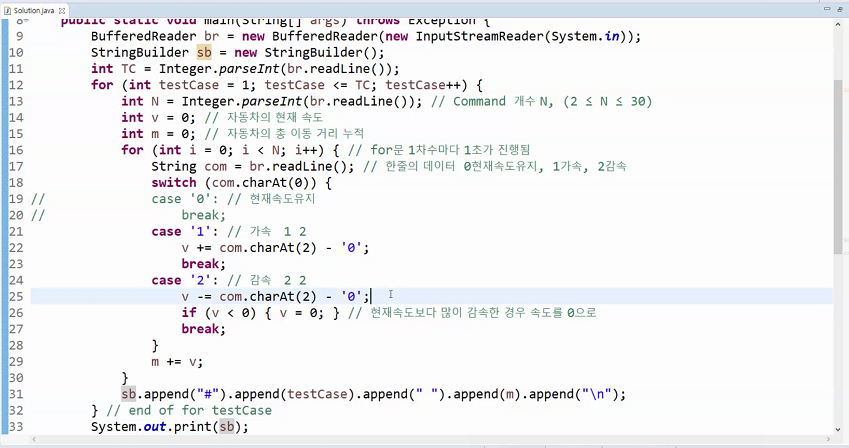 Solution.java
8 public static void main(String[] args) throws Exception {
9 BufferedReader br = new BufferedReader(new InputStreamReader(System.in));
10 StringBuilder sb = new StringBuilder();
11 int TC = Integer.parseInt(br.readLine());
12 for (int testCase = 1; testCase <= TC; testCase++) {
13 int N = Integer.parseInt(br.readLine()); // Command 개수 N, (2 ≤ N ≤ 30)
14 int v = 0; // 자동차의 현재 속도
15 int m = 0; // 자동차의 총 이동 거리 누적
16 for (int i = 0; i < N; i++) { // for문 1차수마다 1초가 진행됨
17 String com = br.readLine(); // 한줄의 데이터 0현재속도유지, 1가속, 2감속
18 switch (com.charAt(0)) {
19 // case '0': // 현재속도유지
20 // break;
21 case '1': // 가속 1 2
22 v += com.charAt(2) - '0';
23 break;
24 case '2': // 감속 2 2
25 v -= com.charAt(2) - '0';
26 if (v < 0) { v = 0; } // 현재속도보다 많이 감속한 경우 속도를 0으로
27 break;
28 }
29 m += v;
30 }
31 sb.append("#").append(testCase).append(" ").append(m).append("\n");
32 } // end of for testCase
33 System.out.print(sb);